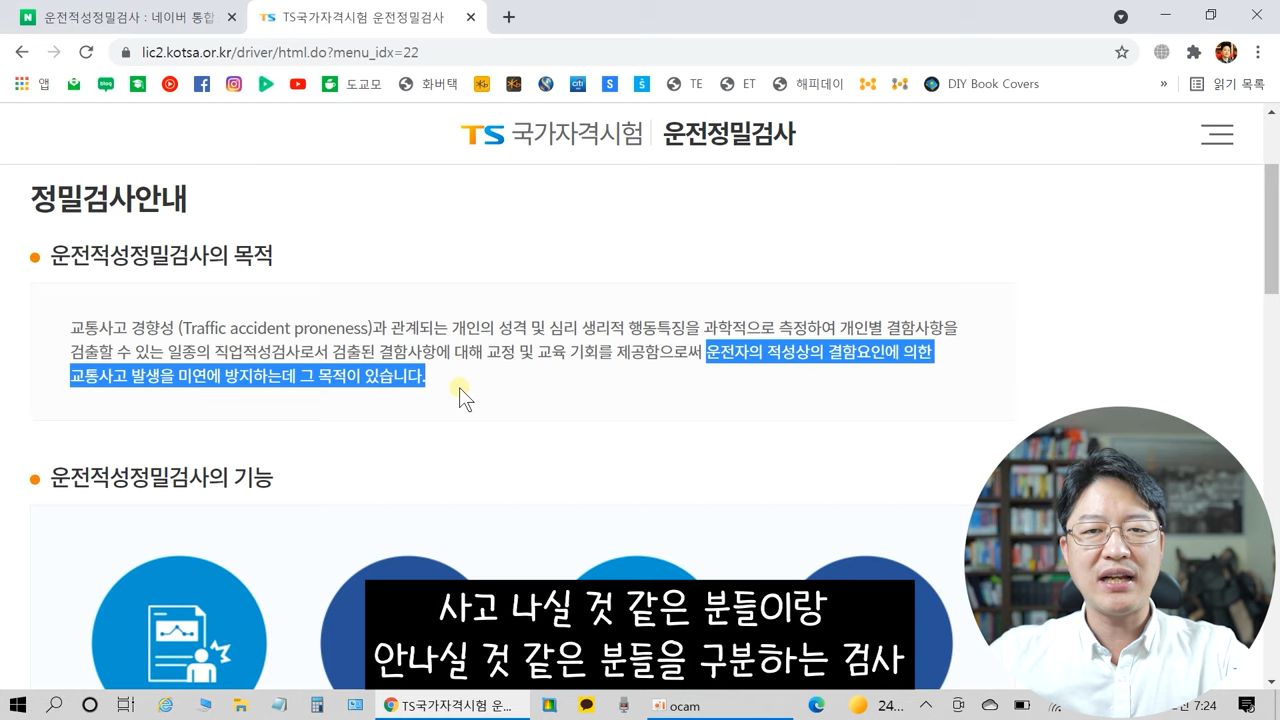 운전적성정밀검사 : 네이버 통합
TS국가자격시험 운전정밀검사
lic2.kotsa.or.kr/driver/html.do?menu_idx=22
앱
blog
도교모
화버택
citi
TE
ET
해피데이
DIY Book Covers
»
읽기 목록
TS 국가자격시험 운전정밀검사
정밀검사안내
운전적성정밀검사의 목적
교통사고 경향성 (Traffic accident proneness)과 관계되는 개인의 성격 및 심리 생리적 행동특징을 과학적으로 측정하여 개인별 결함사항을
검출할 수 있는 일종의 직업적성검사로서 검출된 결함사항에 대해 교정 및 교육 기회를 제공함으로써 운전자의 적성상의 결함요인에 의한
교통사고 발생을 미연에 방지하는데 그 목적이 있습니다.
운전적성정밀검사의 기능
사고 나실 것 같은 분들이랑
안나실 것 같은 분들을 구분하는 검사
TS국가자격시험 운...
ocam
24...
7:24